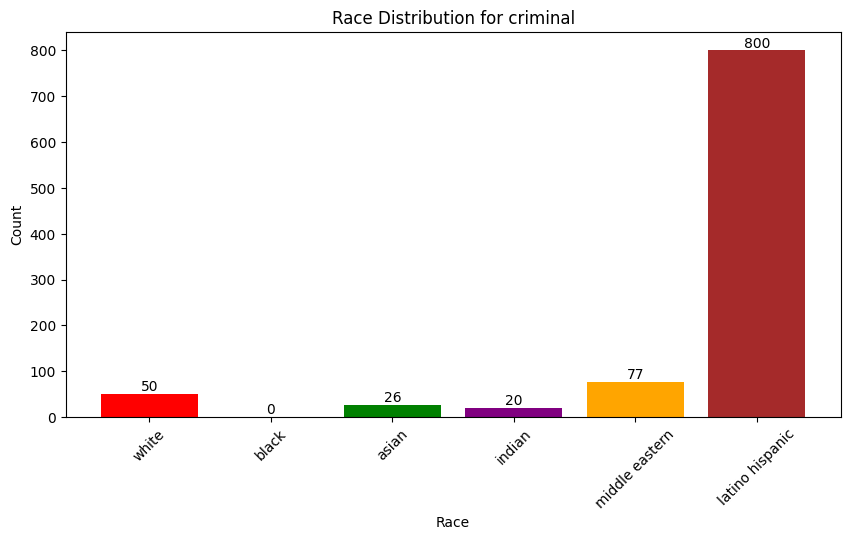 Race Distribution for criminal
800
800
700
600
Count
500
400
300
200
100
0
50
0
26
20
77
white
black
asian
indian
middle eastern
latino hispanic
Race